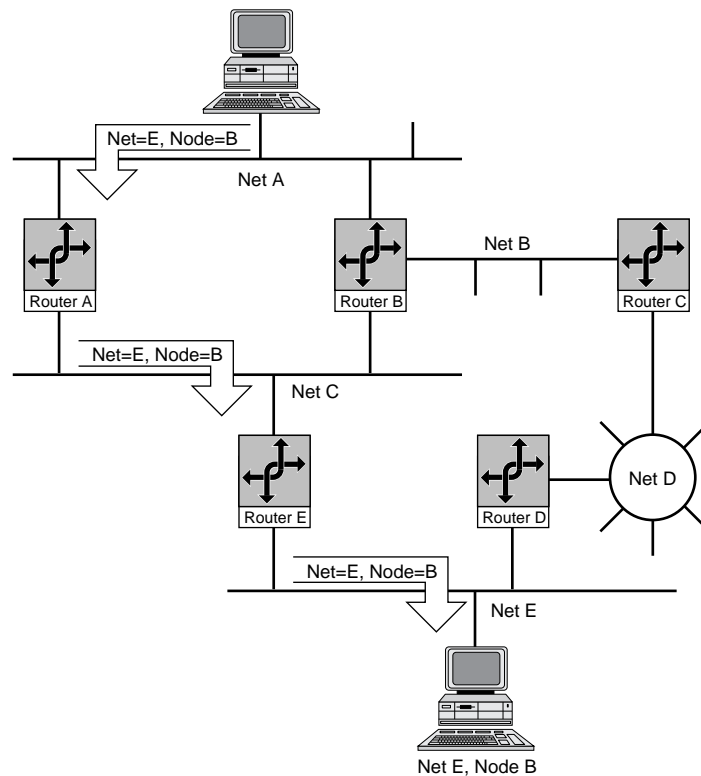 Net=E, Node=B
Net A
Net B
Router A
Router B
Router C
Net=E, Node=B
Net C
Net D
Router E
Router D
Net=E, Node=B
Net E
Net E, Node B